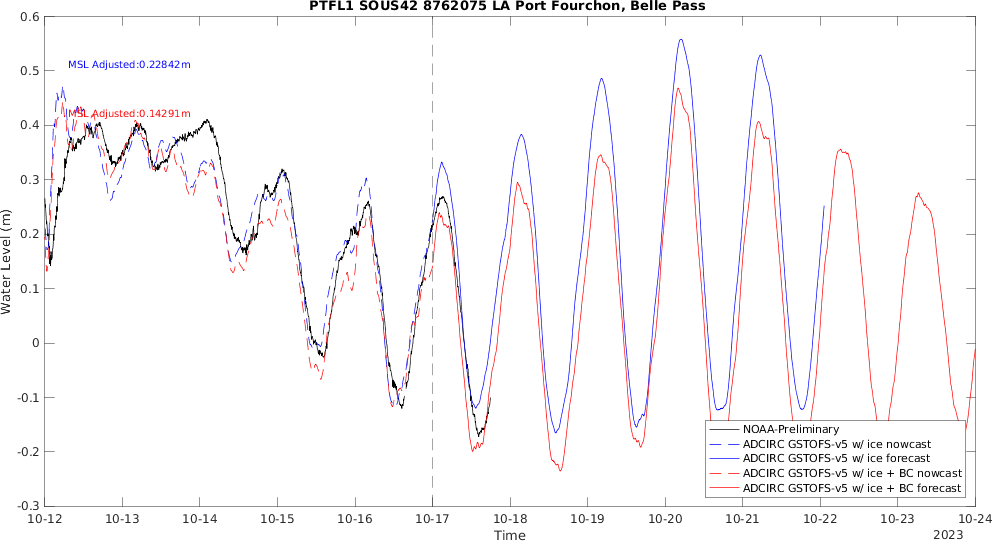 PTFL1 SOUS42 8762075 LA Port Fourchon, Belle Pass
0.6
0.5
0.4
0.3
0.2
0.1
0
-0.1
-0.2
-0.3
Water Level (m)
MSL Adjusted:0.22842m
MSL Adjusted:0.14291m
NOAA-Preliminary
ADCIRC GSTOFS-v5 w/ ice nowcast
ADCIRC GSTOFS-v5 w/ ice forecast
ADCIRC GSTOFS-v5 w/ ice + BC nowcast
ADCIRC GSTOFS-v5 w/ ice + BC forecast
10-12 10-13 10-14 10-15 10-16 10-17 10-18 10-19 10-20 10-21 10-22 10-23 10-24
Time
2023